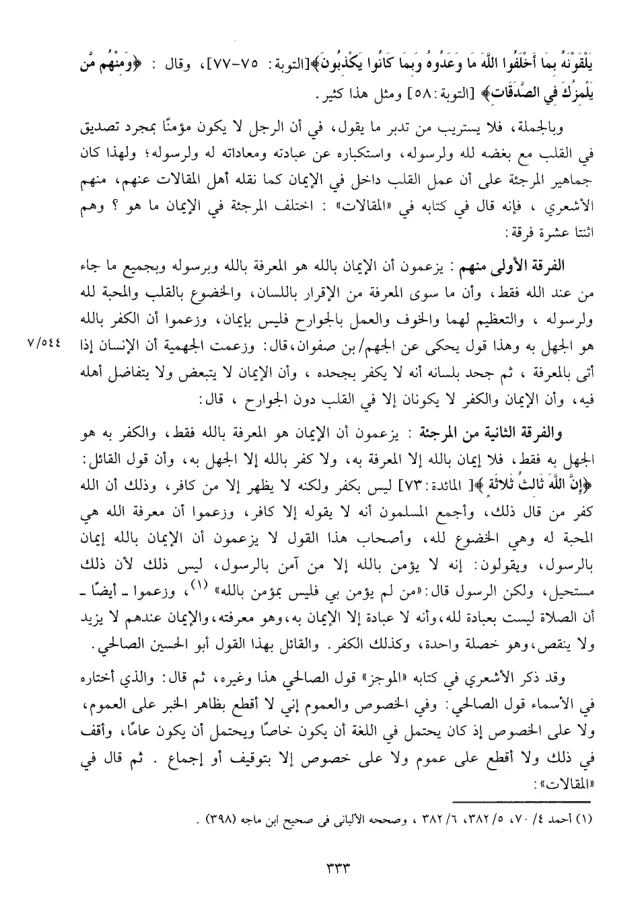 يَلْقَوْنَهُ بِمَا أَخْلَفُوا اللَّهَ مَا وَعَدُوهُ وَبِمَا كَانُوا يَكْذِبُونَ﴾[التوبة: ٧٥-٧٧]، وقال : ﴿وَمِنْهُم مَّن
يَلْمِزُكَ فِي الصَّدَقَاتِ﴾ [التوبة:٥٨] ومثل هذا كثير .
وبالجملة، فلا يستريب من تدبر ما يقول، في أن الرجل لا يكون مؤمنًا بمجرد تصديق
في القلب مع بغضه لله ولرسوله، واستكباره عن عبادته ومعاداته له ولرسوله؛ ولهذا كان
جماهير المرجئة على أن عمل القلب داخل في الإيمان كما نقله أهل المقالات عنهم، منهم
الأشعري ، فإنه قال في كتابه في «المقالات» : اختلف المرجئة في الإيمان ما هو ؟ وهم
اثنتا عشرة فرقة:
الفرقة الأولى منهم : يزعمون أن الإيمان بالله هو المعرفة بالله وبرسوله وبجميع ما جاء
من عند الله فقط، وأن ما سوى المعرفة من الإقرار باللسان، والخضوع بالقلب والمحبة لله
ولرسوله ، والتعظيم لهما والخوف والعمل بالجوارح فليس بإيمان، وزعموا أن الكفر بالله
هو الجهل به وهذا قول يحكى عن الجهم/بن صفوان،قال: وزعمت الجهمية أن الإنسان إذا
٧/٥٤٤
أتى بالمعرفة ، ثم جحد بلسانه أنه لا يكفر بجحده ، وأن الإيمان لا يتبعض ولا يتفاضل أهله
فيه، وأن الإيمان والكفر لا يكونان إلا في القلب دون الجوارح ، قال:
والفرقة الثانية من المرجئة : يزعمون أن الإيمان هو المعرفة بالله فقط، والكفر به هو
الجهل به فقط، فلا إيمان بالله إلا المعرفة به، ولا كفر بالله إلا الجهل به، وأن قول القائل:
﴿إِنَّ اللَّهَ ثَالِثُ ثَلاثَةٍ ﴾[ المائدة:٧٣] ليس بكفر ولكنه لا يظهر إلا من كافر، وذلك أن الله
كفر من قال ذلك، وأجمع المسلمون أنه لا يقوله إلا كافر، وزعموا أن معرفة الله هي
المحبة له وهي الخضوع لله، وأصحاب هذا القول لا يزعمون أن الإيمان بالله إيمان
بالرسول، ويقولون: إنه لا يؤمن بالله إلا من آمن بالرسول، ليس ذلك لأن ذلك
مستحيل، ولكن الرسول قال:«من لم يؤمن بي فليس بمؤمن بالله» (١)، وزعموا ـ أيضًا ـ
أن الصلاة ليست بعبادة لله،وأنه لا عبادة إلا الإيمان به،وهو معرفته،والإيمان عندهم لا يزيد
ولا ينقص،وهو خصلة واحدة، وكذلك الكفر. والقائل بهذا القول أبو الحسين الصالحي.
وقد ذكر الأشعري في كتابه «الموجز» قول الصالحي هذا وغيره، ثم قال: والذي أختاره
في الأسماء قول الصالحي: وفي الخصوص والعموم إني لا أقطع بظاهر الخبر على العموم،
ولا على الخصوص إذ كان يحتمل في اللغة أن يكون خاصًا ويحتمل أن يكون عامًا، وأقف
في ذلك ولا أقطع على عموم ولا على خصوص إلا بتوقيف أو إجماع . ثم قال في
«المقالات»:
(١) أحمد ٤/ ٧٠، ٥/ ٣٨٢، ٦/ ٣٨٢ ، وصححه الألباني في صحيح ابن ماجه (٣٩٨) .
٣٣٣